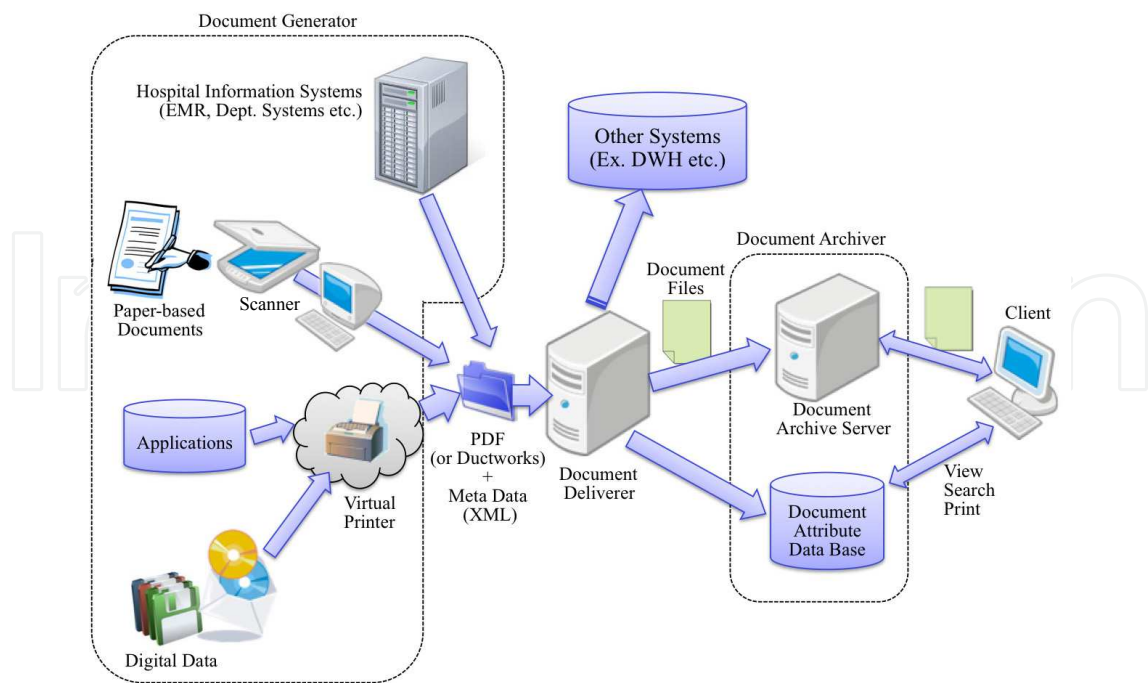 Document Generator
Hospital Information Systems
(EMR, Dept. Systems etc.)
Other Systems
(Ex. DWH etc.)
Paper-based
Documents
Scanner
Document Archiver
Document
Files
Client
Applications
Virtual
Printer
PDF
(or Ductworks)
+
Meta Data
(XML)
Document
Deliverer
Document
Archive Server
View
Search
Print
Document
Attribute
Data Base
Digital Data